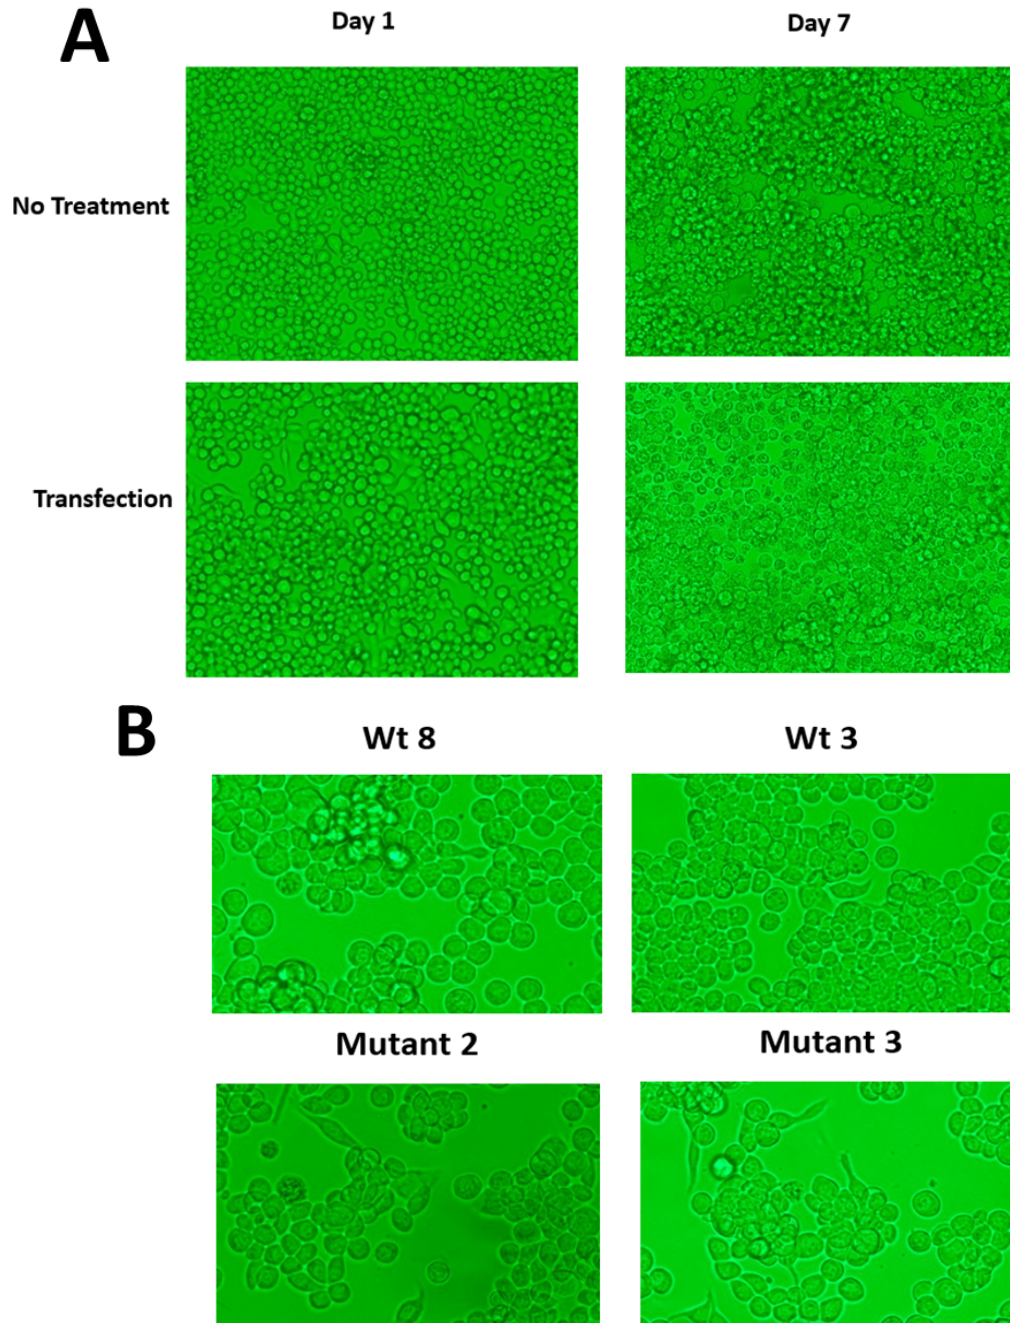 A
Day 1
Day 7
No Treatment
Transfection
B
Wt 8
Wt 3
Mutant 2
Mutant 3